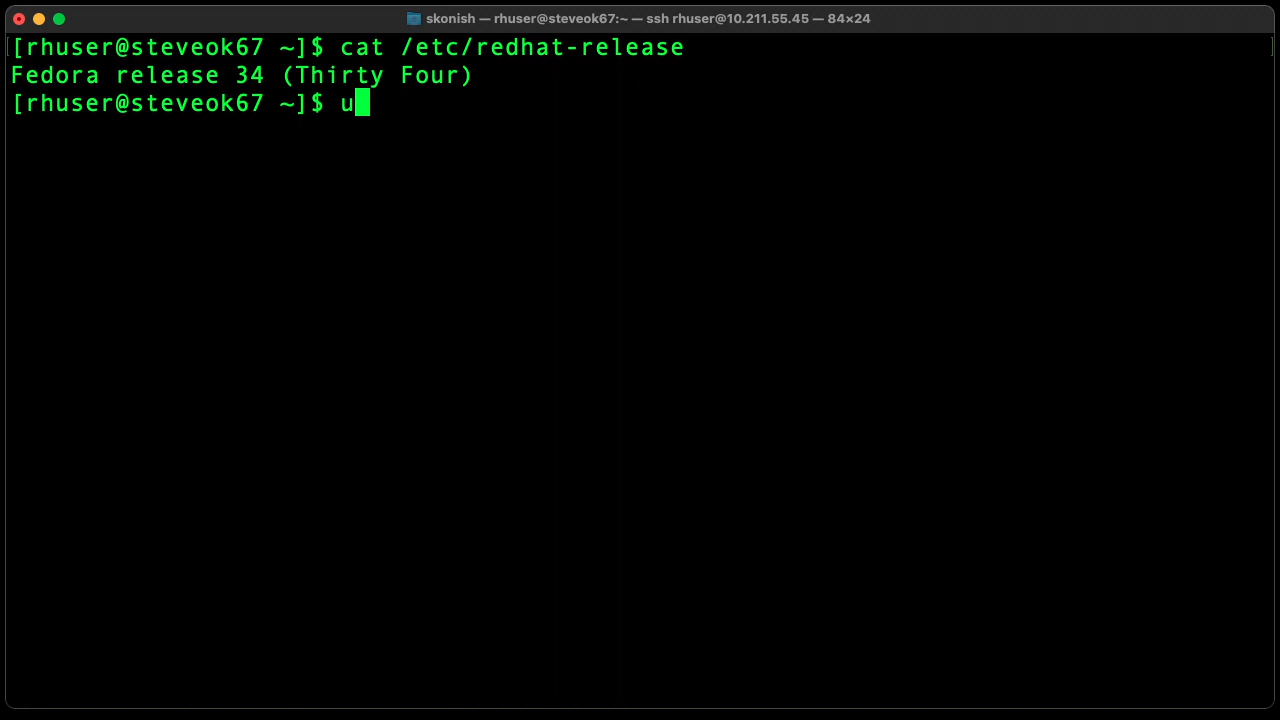 skonish — rhuser@steveok67:~ — ssh rhuser@10.211.55.45 — 84×24
[rhuser@steveok67 ~]$ cat /etc/redhat-release
Fedora release 34 (Thirty Four)
[rhuser@steveok67 ~]$ u